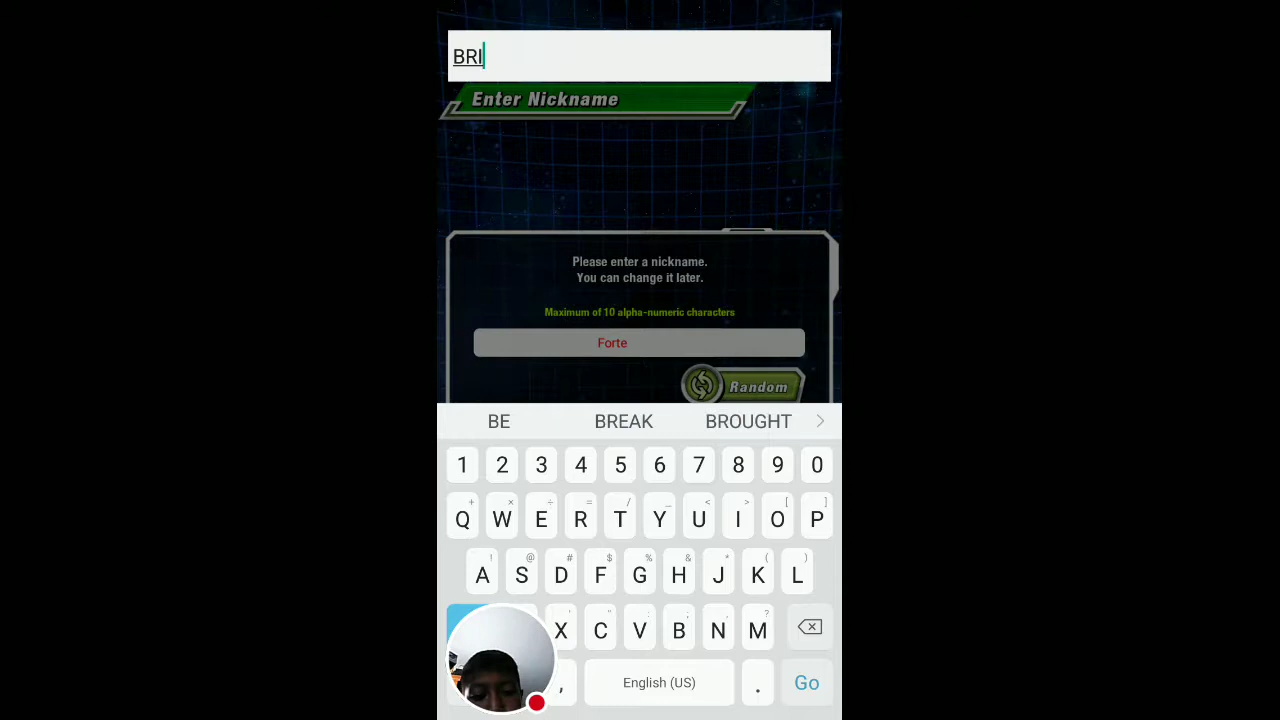 BRI
Enter Nickname
Please enter a nickname.
You can change it later.
Maximum of 10 alpha-numeric characters
Forte
Random
BE BREAK BROUGHT >
1 2 3 4 5 6 7 8 9 0
+ × ÷ = / _ < > [ ]
Q W E R T Y U I O P
! @ # $ % & * ( )
A S D F G H J K L
' " : ; , ?
X C V B N M
, English (US) . Go